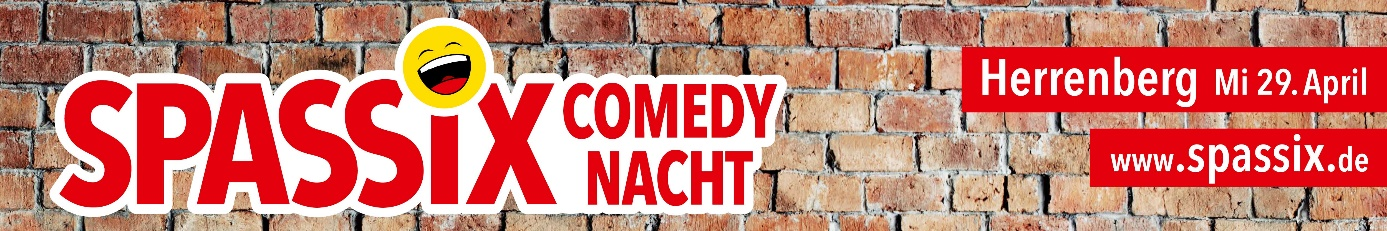 SPASSiX COMEDY
NACHT
Herrenberg Mi 29. April
www.spassix.de